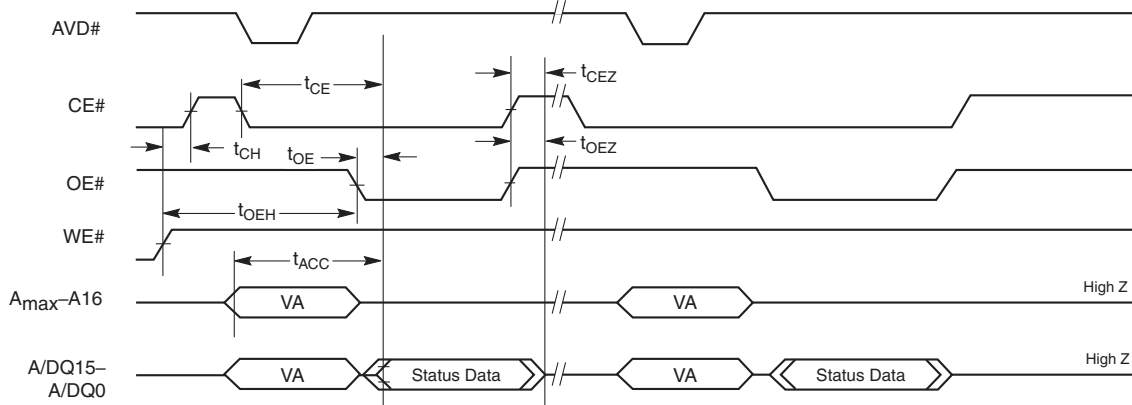 AVD#
t_CEZ
t_CE
CE#
t_CH
t_OE
t_OEZ
OE#
t_OEH
WE#
t_ACC
A_max–A16
VA
VA
High Z
A/DQ15–
A/DQ0
VA
Status Data
VA
Status Data
High Z